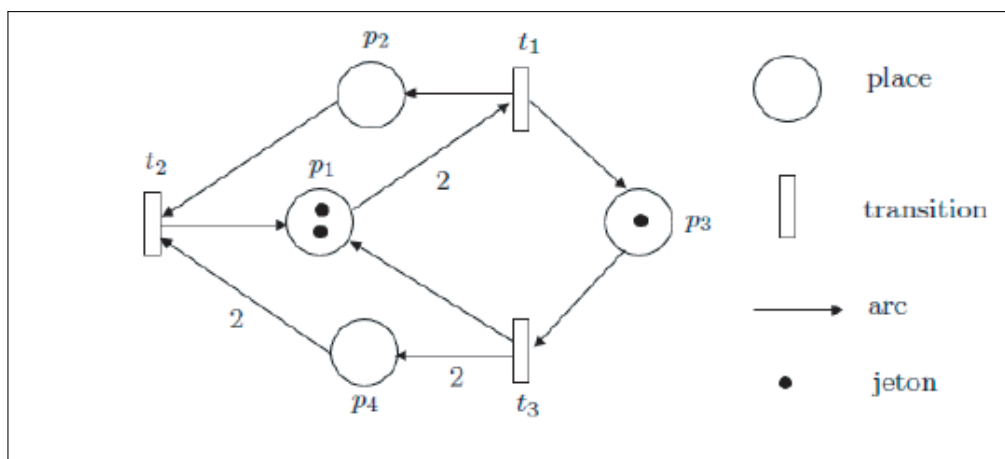 p₂
t₁
place
t₂
p₁
2
p₃
transition
2
arc
2
jeton
p₄
t₃